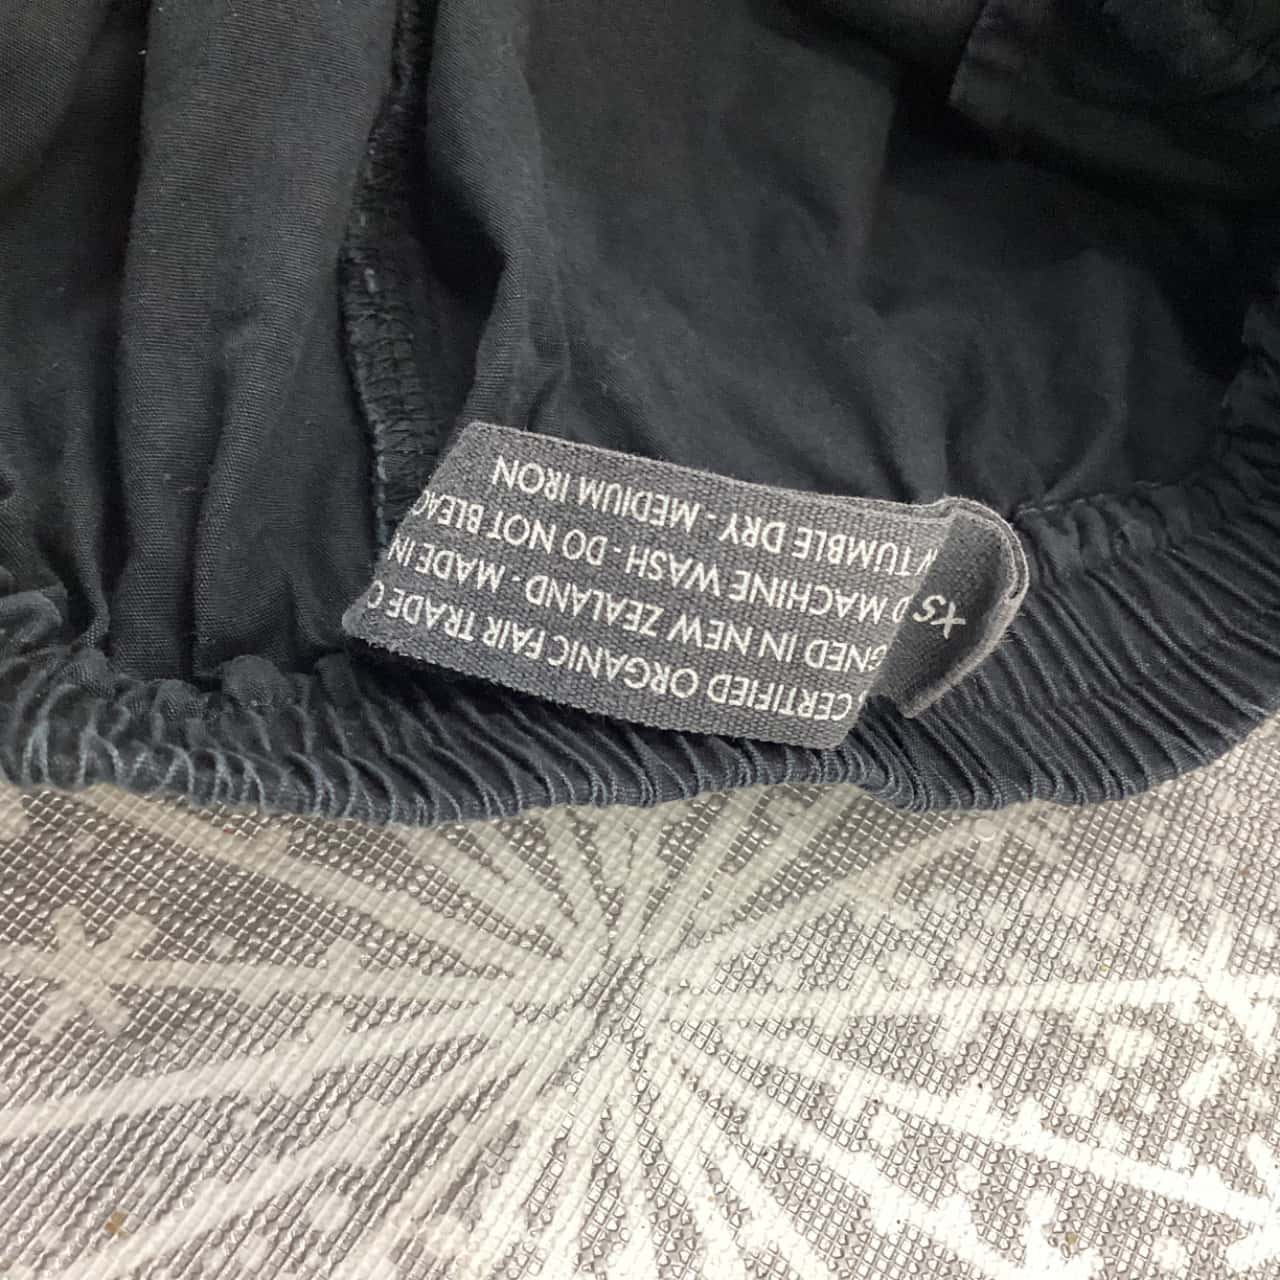 CERTIFIED ORGANIC FAIR TRADE
IN NEW ZEALAND - MADE IN
MACHINE WASH - DO NOT
TUMBLE DRY - MEDIUM IRON
XS